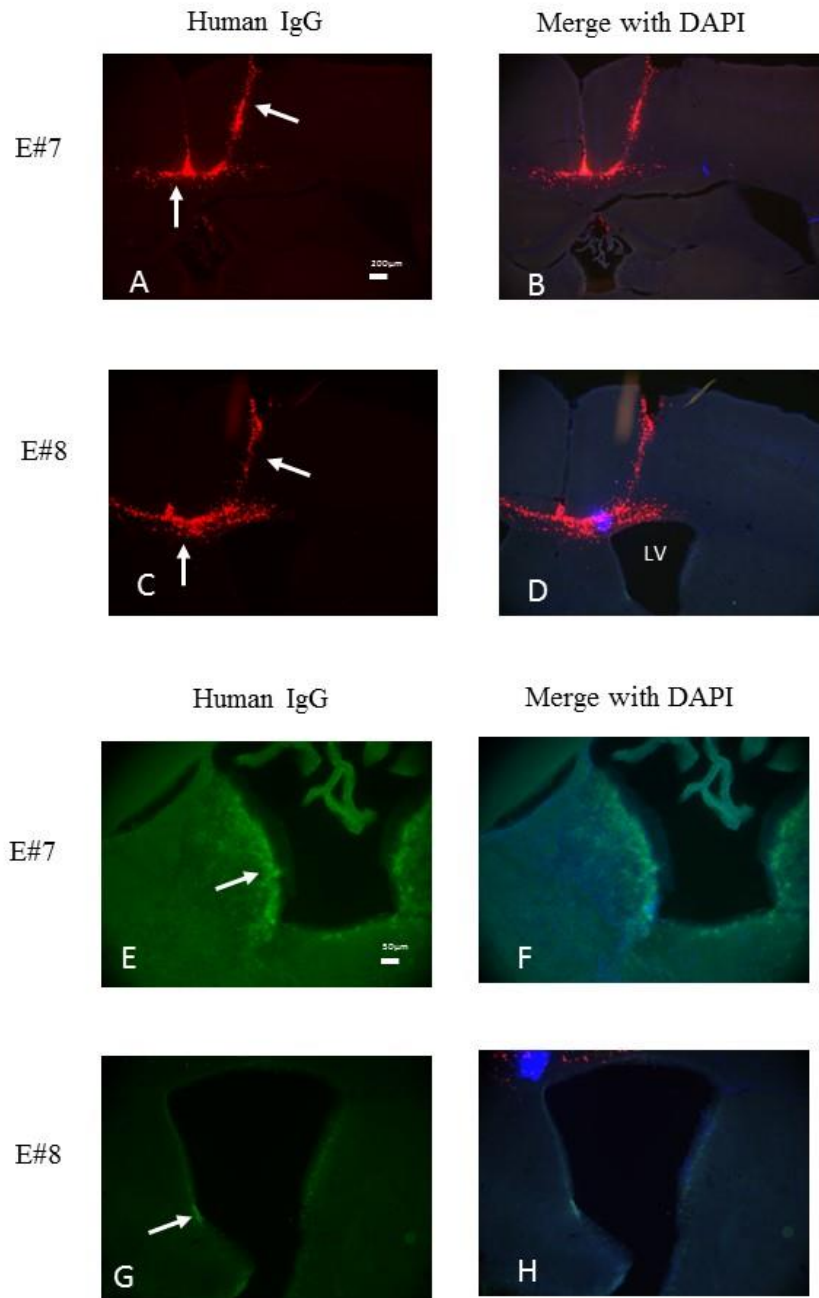 Human IgG
Merge with DAPI
E#7
A
200µm
B
E#8
C
D
LV
Human IgG
Merge with DAPI
E#7
E
50µm
F
E#8
G
H